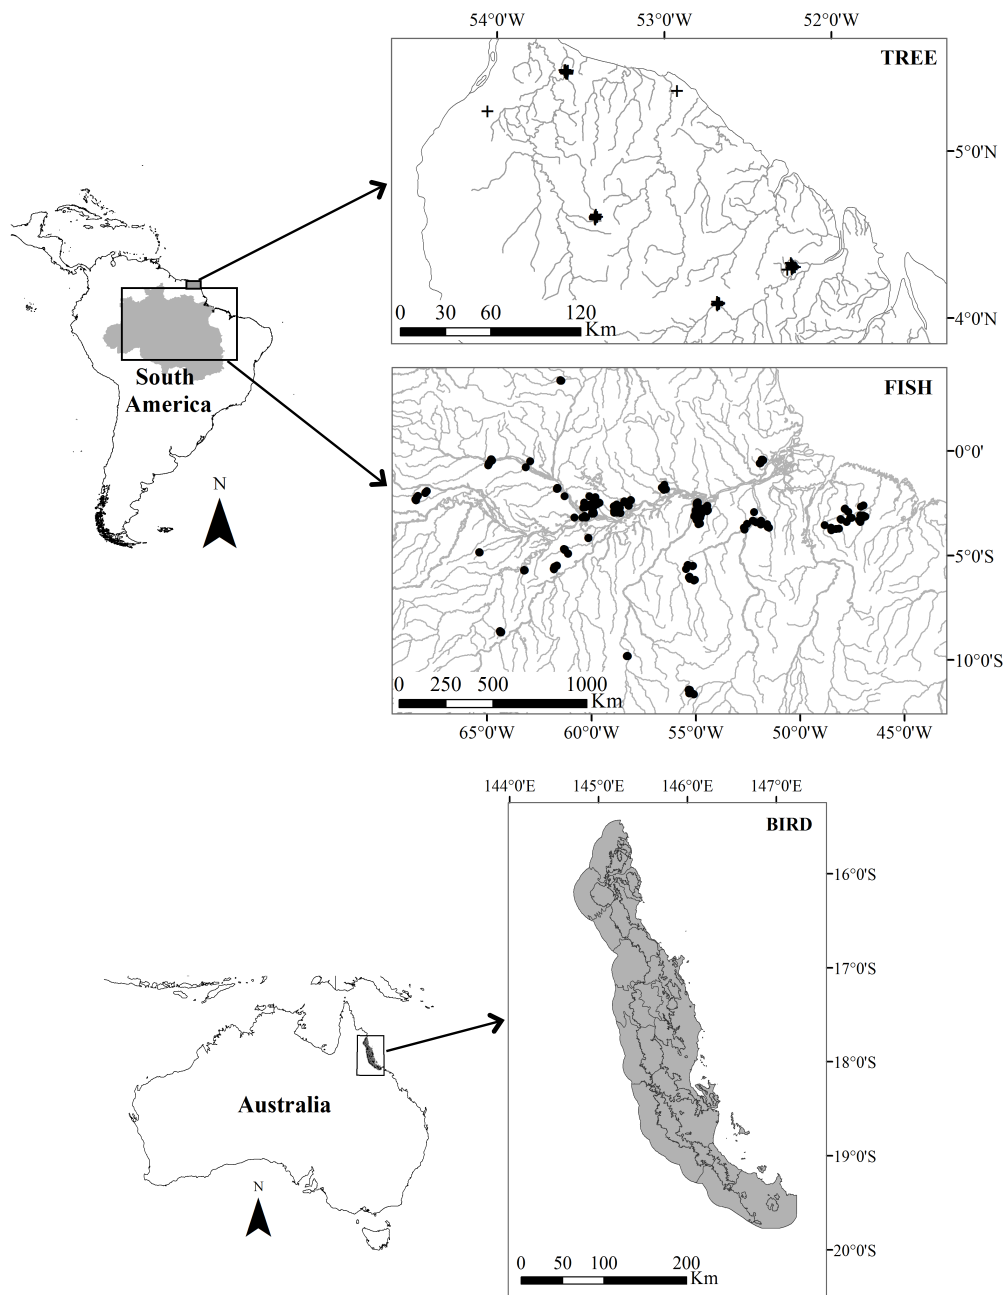 54°0'W 53°0'W 52°0'W
TREE
5°0'N
4°0'N
0 30 60 120
Km
South
America
N
FISH
0°0'
5°0'S
10°0'S
0 250 500 1000
Km
65°0'W 60°0'W 55°0'W 50°0'W 45°0'W
144°0'E 145°0'E 146°0'E 147°0'E
BIRD
16°0'S
17°0'S
18°0'S
19°0'S
20°0'S
Australia
N
0 50 100 200
Km